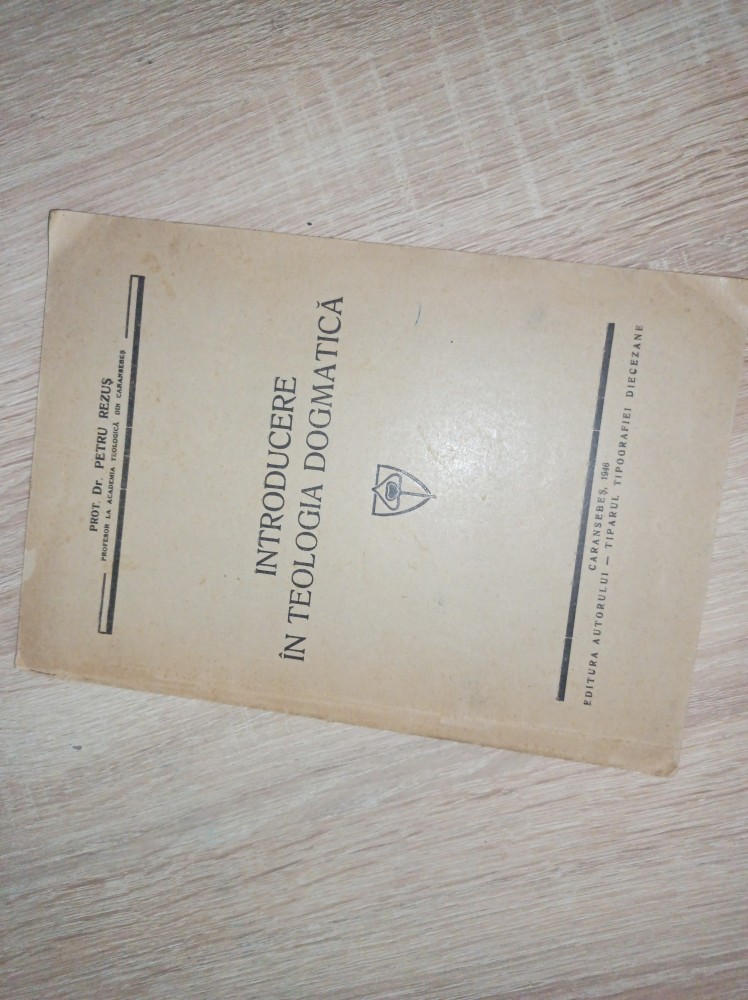 PROT. Dr. PETRU REZUȘ
PROFESOR LA ACADEMIA TEOLOGICĂ DIN CARANSEBEȘ
INTRODUCERE
ÎN TEOLOGIA DOGMATICĂ
CARANSEBEȘ, 1946
EDITURA AUTORULUI — TIPARUL TIPOGRAFIEI DIECEZANE